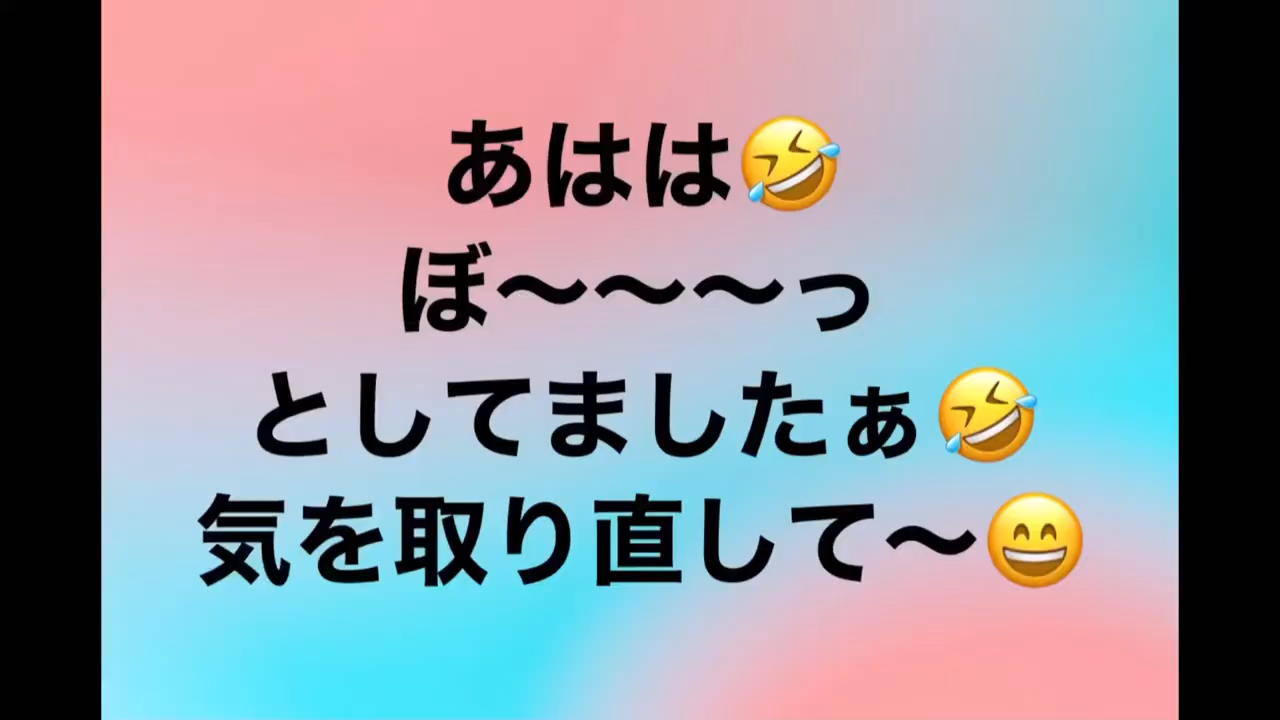 あはは🤣
ぼ〜〜〜っ
としてましたぁ🤣
気を取り直して〜😄